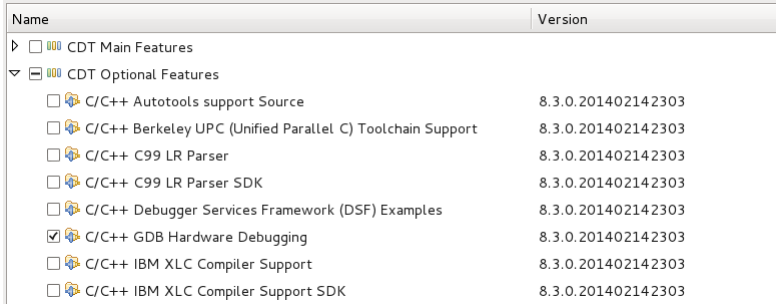 Name Version
CDT Main Features
CDT Optional Features
C/C++ Autotools support Source 8.3.0.201402142303
C/C++ Berkeley UPC (Unified Parallel C) Toolchain Support 8.3.0.201402142303
C/C++ C99 LR Parser 8.3.0.201402142303
C/C++ C99 LR Parser SDK 8.3.0.201402142303
C/C++ Debugger Services Framework (DSF) Examples 8.3.0.201402142303
C/C++ GDB Hardware Debugging 8.3.0.201402142303
C/C++ IBM XLC Compiler Support 8.3.0.201402142303
C/C++ IBM XLC Compiler Support SDK 8.3.0.201402142303